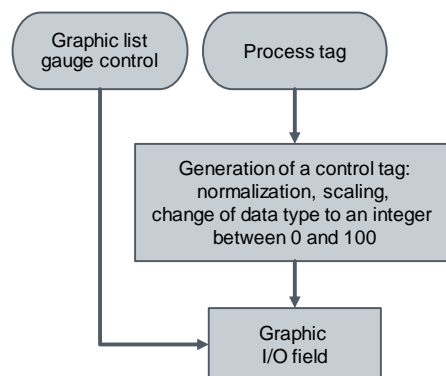 Graphic list
gauge control
Process tag
Generation of a control tag:
normalization, scaling,
change of data type to an integer
between 0 and 100
Graphic
I/O field